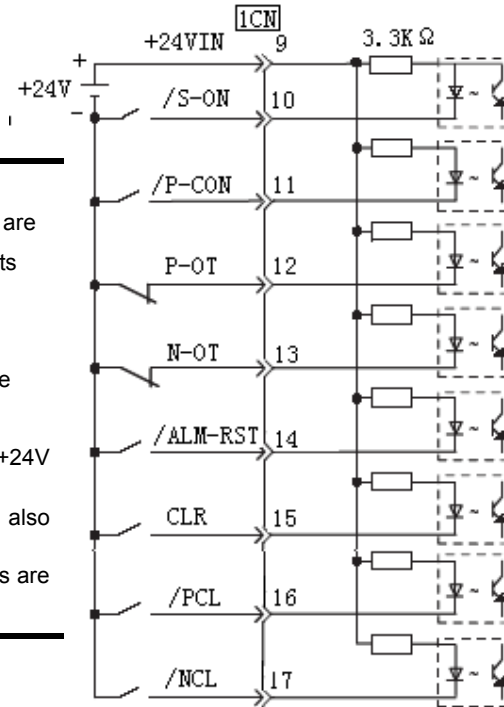 1CN
+24VIN 9 3.3KΩ
+
+24V
-
/S-ON 10
/P-CON 11
are
ts
P-OT 12
N-OT 13
e
/ALM-RST 14
+24V
CLR 15
also
s are
/PCL 16
/NCL 17